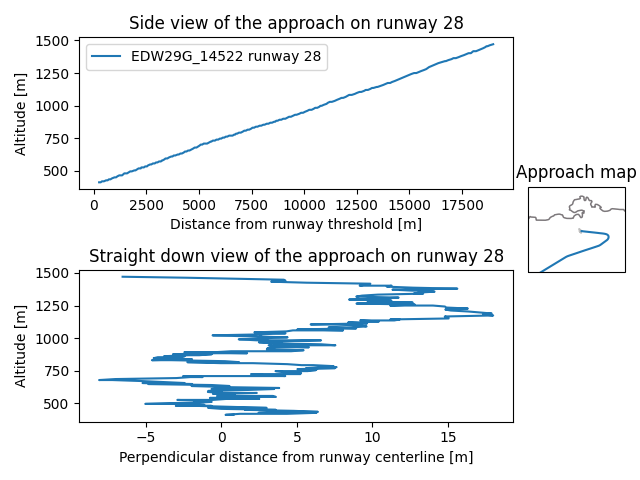 Side view of the approach on runway 28
1500
1250
1000
750
500
Altitude [m]
EDW29G_14522 runway 28
0 2500 5000 7500 10000 12500 15000 17500
Distance from runway threshold [m]
Approach map
Straight down view of the approach on runway 28
1500
1250
1000
750
500
Altitude [m]
−5 0 5 10 15
Perpendicular distance from runway centerline [m]